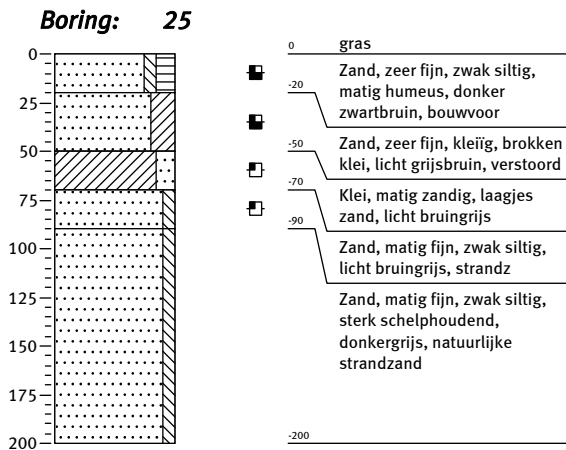 Boring: 25
0
25
50
75
100
125
150
175
200
0
gras
Zand, zeer fijn, zwak siltig,
matig humeus, donker
zwartbruin, bouwvoor
-20
Zand, zeer fijn, kleiïg, brokken
klei, licht grijsbruin, verstoord
-50
Klei, matig zandig, laagjes
zand, licht bruingrijs
-70
Zand, matig fijn, zwak siltig,
licht bruingrijs, strandz
-90
Zand, matig fijn, zwak siltig,
sterk schelphoudend,
donkergrijs, natuurlijke
strandzand
-200